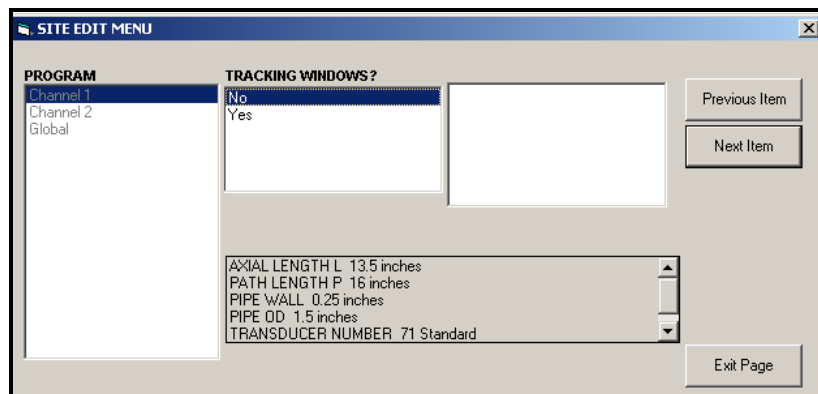 SITE EDIT MENU
PROGRAM
Channel 1
Channel 2
Global
TRACKING WINDOWS?
No
Yes
Previous Item
Next Item
AXIAL LENGTH L 13.5 inches
PATH LENGTH P 16 inches
PIPE WALL 0.25 inches
PIPE OD 1.5 inches
TRANSDUCER NUMBER 71 Standard
Exit Page